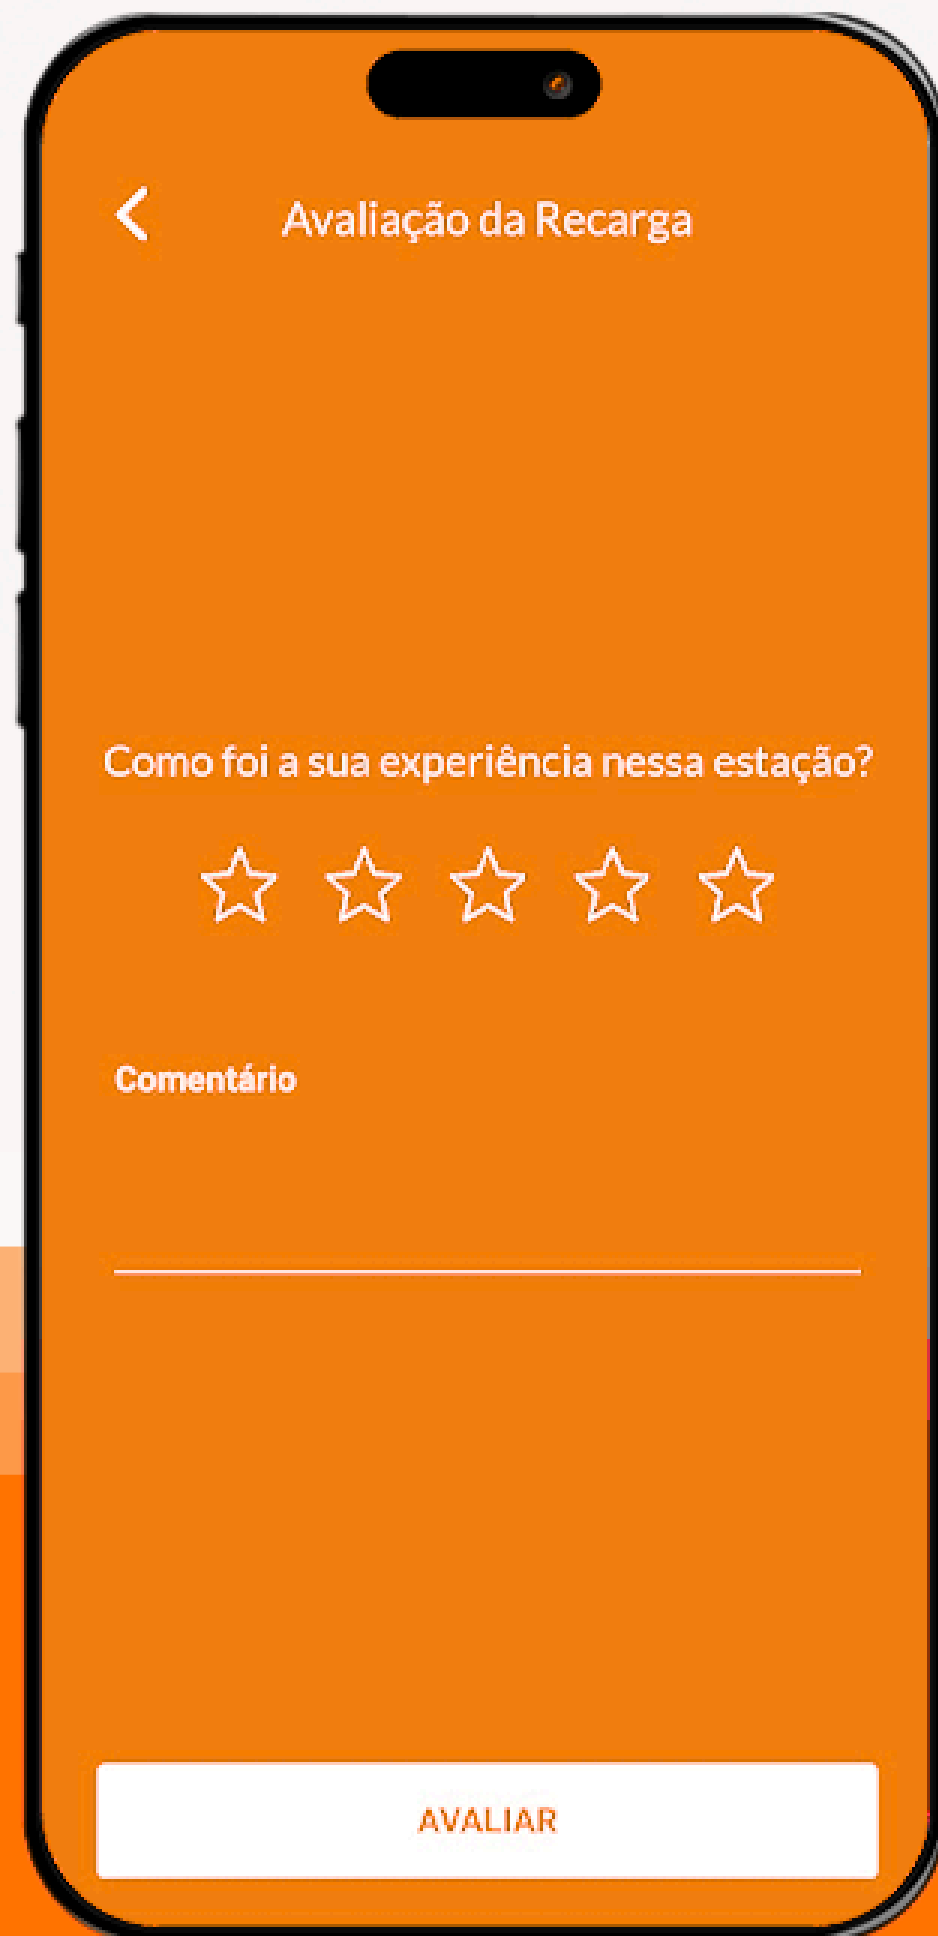 Avaliação da Recarga
Como foi a sua experiência nessa estação?
Comentário
AVALIAR